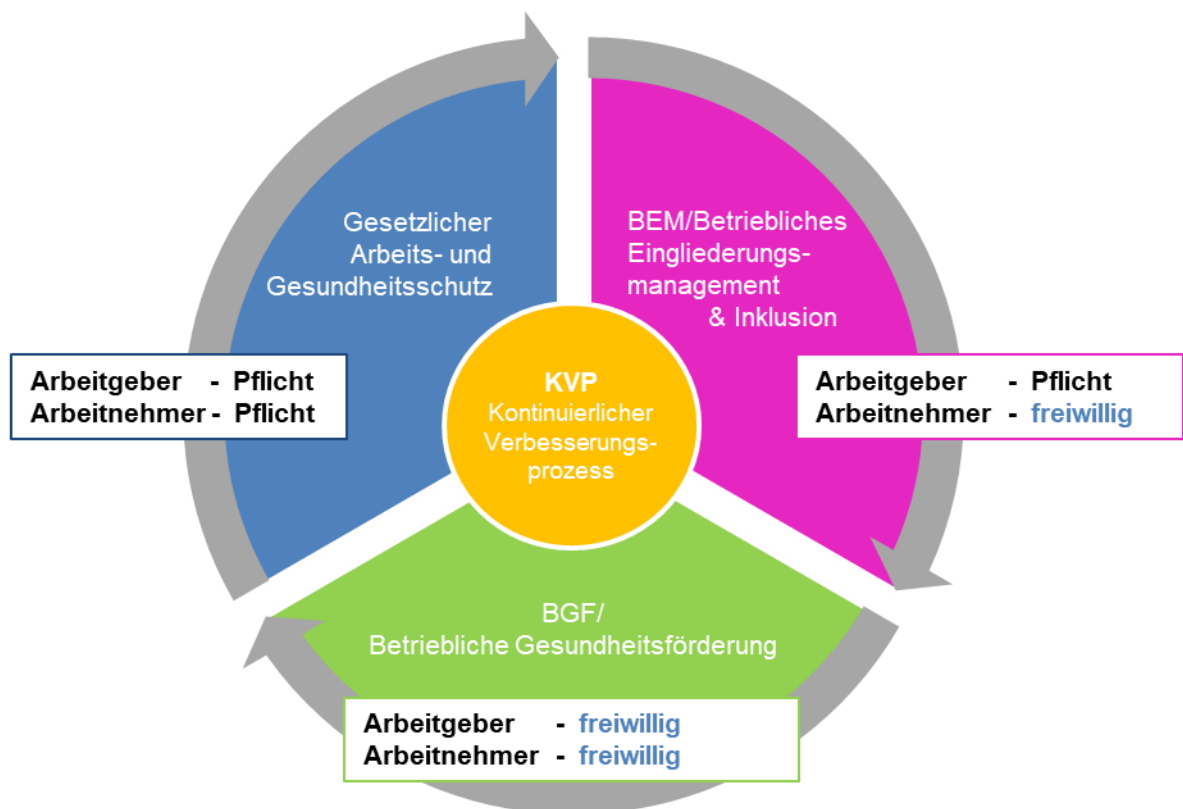 Gesetzlicher
Arbeits- und
Gesundheitsschutz
Arbeitgber - Pflicht
Arbeitnehmer - Pflicht
BEM/Betriebliches
Eingliederungs-
management
& Inklusion
Arbeitgeber - Pflicht
Arbeitnehmer - freiwillig
KVP
Kontinuierlicher
Verbesserungs-
prozess
BGF/
Betriebliche Gesundheitsförderung
Arbeitgeber - freiwillig
Arbeitnehmer - freiwillig